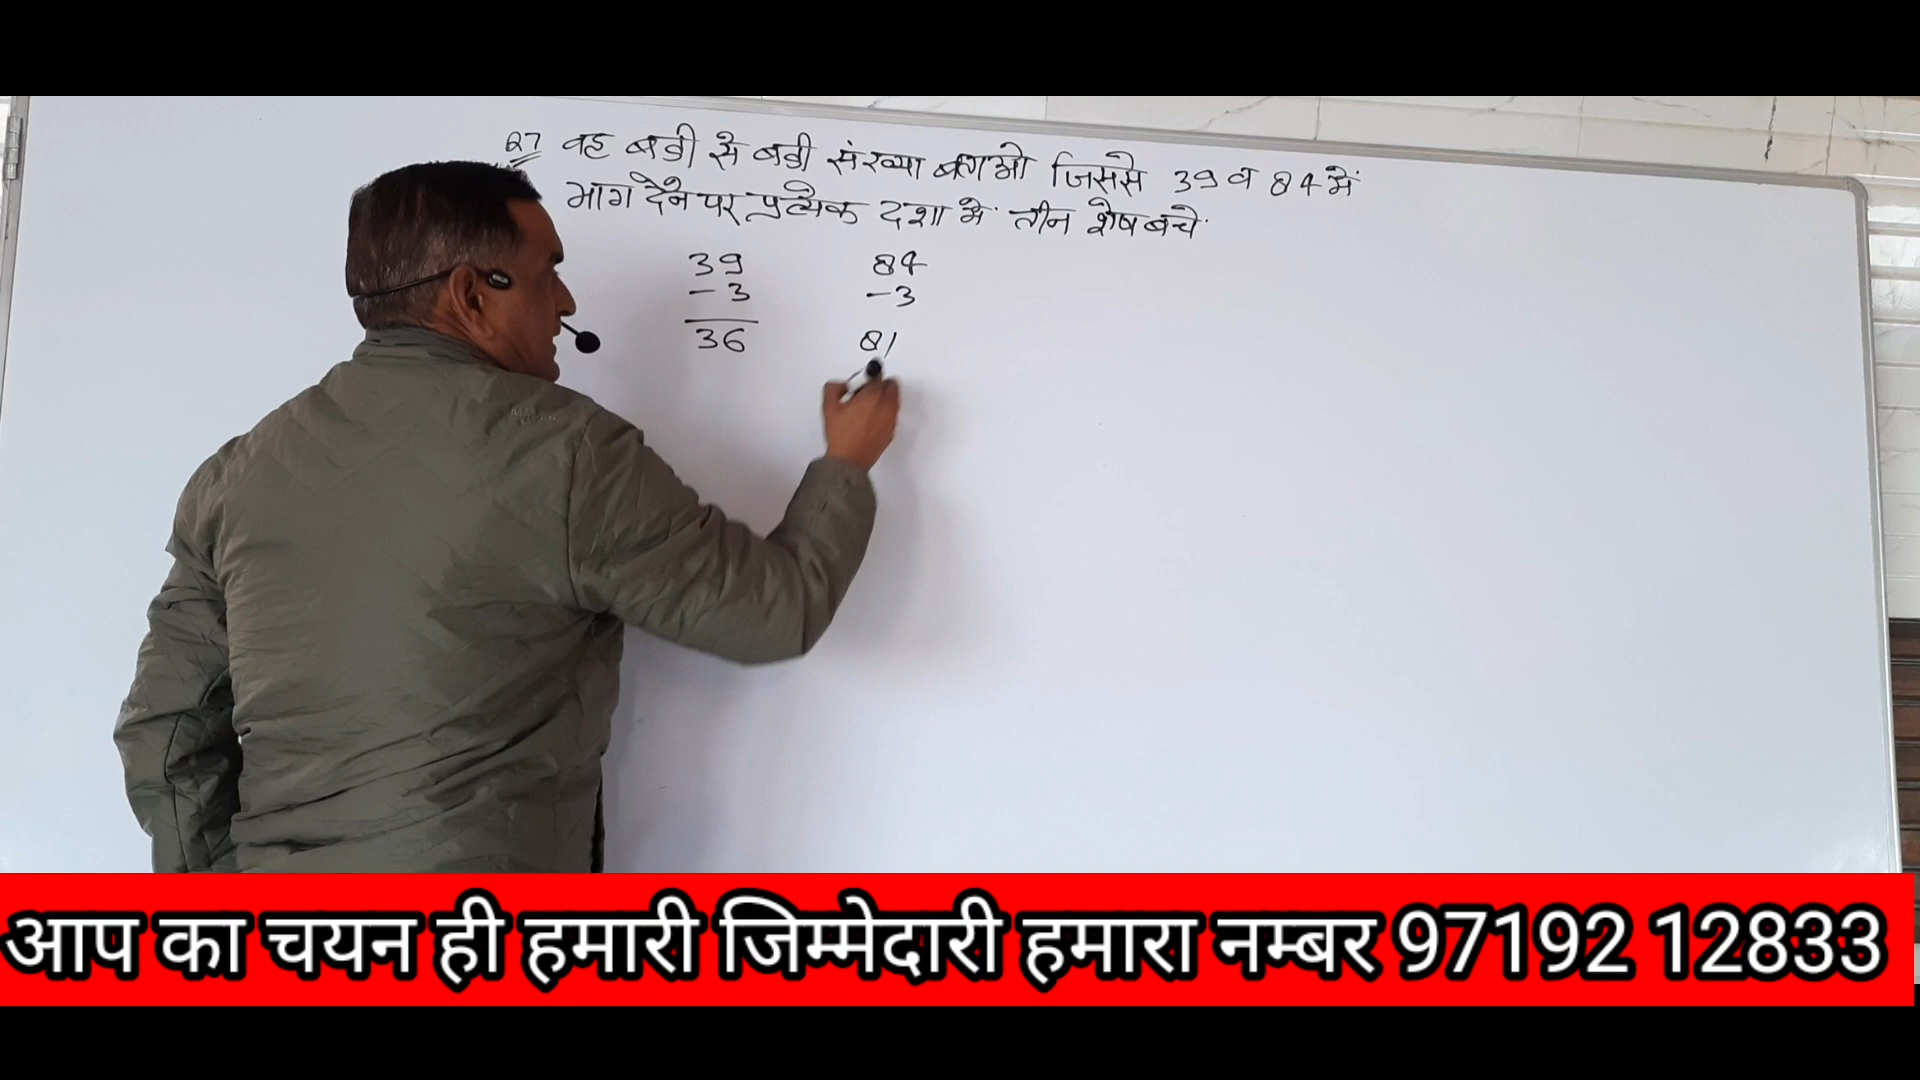 Q7 वह बडी से बडी संख्या बताओ जिससे 39 व 84 में
भाग देने पर प्रत्येक दशा में तीन शेष बचे
39 84
-3 -3
36 81
आप का चयन ही हमारी जिम्मेदारी हमारा नम्बर 97192 12833